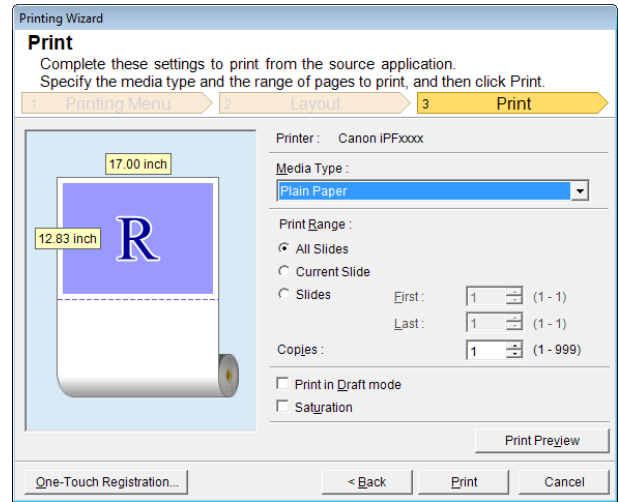 Printing Wizard
Print
Complete these settings to print from the source application.
Specify the media type and the range of pages to print, and then click Print.
1 Printing Menu 2 Layout 3 Print
17.00 inch
12.83 inch
R
Printer : Canon iPFxxxx
Media Type :
Plain Paper
Print Range :
All Slides
Current Slide
Slides First : 1 (1 - 1)
Last : 1 (1 - 1)
Copies : 1 (1 - 999)
Print in Draft mode
Saturation
Print Preview
One-Touch Registration... < Back Print Cancel